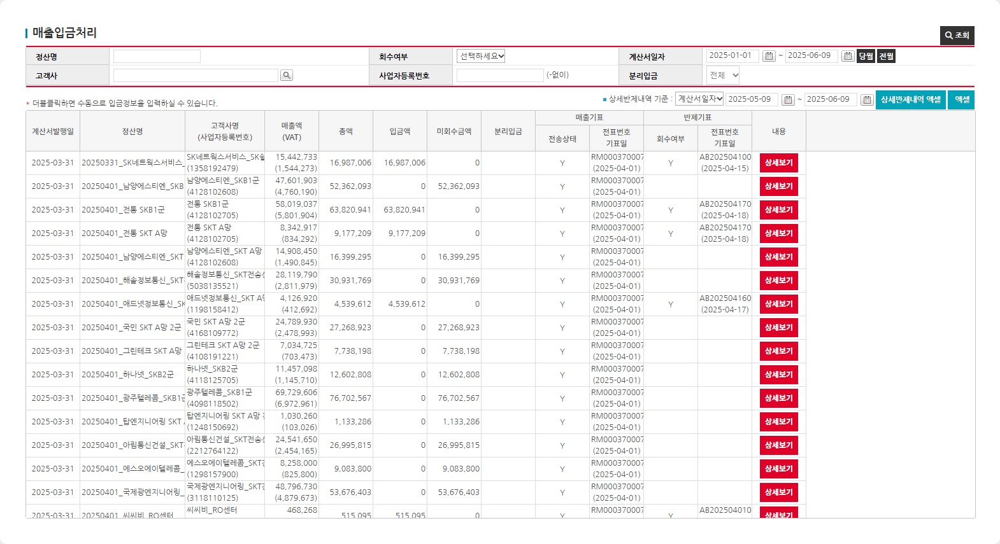 매출입금처리
조회
정산명 회수여부 선택하세요 계산서일자 2025-01-01 ~ 2025-06-09 당월 전월
고객사 사업자등록번호 (-없이) 분리입금 전체
* 더블클릭하면 수동으로 입금정보을 입력하실 수 있습니다.
상세반제내역 기준 : 계산서일자 2025-05-09 ~ 2025-06-09 상세반제내역 엑셀 엑셀
계산서발행일 정산명 고객사명 매출액 총액 입금액 미회수금액 분리입금 매출기표 반제기표 내용
(사업자등록번호) (VAT) 전송상태 전표번호 회수여부 전표번호
기표일 기표일
2025-03-31 20250331_SK네트웍스서비스_ SK네트웍스서비스_SK쉴 15,442,733 16,987,006 16,987,006 0 Y RM000370007 Y AB202504100 상세보기
(1358192479) (1,544,273) (2025-04-01) (2025-04-15)
2025-03-31 20250401_남양에스티엔_SKB 남양에스티엔_SKB1군 47,601,903 52,362,093 0 52,362,093 Y RM000370007 상세보기
(4128102608) (4,760,190) (2025-04-01)
2025-03-31 20250401_전통 SKB1군 전통 SKB1군 58,019,037 63,820,941 63,820,941 0 Y RM000370007 Y AB202504170 상세보기
(4128102705) (5,801,904) (2025-04-01) (2025-04-18)
2025-03-31 20250401_전통 SKT A망 전통 SKT A망 8,342,917 9,177,209 9,177,209 0 Y RM000370007 Y AB202504170 상세보기
(4128102705) (834,292) (2025-04-01) (2025-04-18)
2025-03-31 20250401_남양에스티엔_SKT 남양에스티엔_SKT A망 14,908,450 16,399,295 0 16,399,295 Y RM000370007 상세보기
(4128102608) (1,490,845) (2025-04-01)
2025-03-31 20250401_해솔정보통신_SKT 해솔정보통신_SKT전송 28,119,790 30,931,769 0 30,931,769 Y RM000370007 상세보기
(5038135521) (2,811,979) (2025-04-01)
2025-03-31 20250401_애드넷정보통신_SK 애드넷정보통신_SKT A망 4,126,920 4,539,612 4,539,612 0 Y RM000370007 Y AB202504160 상세보기
(1198158412) (412,692) (2025-04-01) (2025-04-17)
2025-03-31 20250401_국민 SKT A망 2군 국민 SKT A망 2군 24,789,930 27,268,923 0 27,268,923 Y RM000370007 상세보기
(4168109772) (2,478,993) (2025-04-01)
2025-03-31 20250401_그린테크 SKT A망 그린테크 SKT A망 2군 7,034,725 7,738,198 0 7,738,198 Y RM000370007 상세보기
(4108191221) (703,473) (2025-04-01)
2025-03-31 20250401_하나넷_SKB2군 하나넷_SKB2군 11,457,098 12,602,808 0 12,602,808 Y RM000370007 상세보기
(4118125705) (1,145,710) (2025-04-01)
2025-03-31 20250401_광주텔레콤_SKB1군 광주텔레콤_SKB1군 69,729,606 76,702,567 0 76,702,567 Y RM000370007 상세보기
(4098118502) (6,972,961) (2025-04-01)
2025-03-31 20250401_탑엔지니어링 SKT 탑엔지니어링 SKT A망 1,030,260 1,133,286 0 1,133,286 Y RM000370007 상세보기
(1248150692) (103,026) (2025-04-01)
2025-03-31 20250401_아림통신건설_SKT 아림통신건설_SKT전송 24,541,650 26,995,815 0 26,995,815 Y RM000370007 상세보기
(2212764122) (2,454,165) (2025-04-01)
2025-03-31 20250401_에스오에이텔레콤_ 에스오에이텔레콤_SKT 8,258,000 9,083,800 0 9,083,800 Y RM000370007 상세보기
(1298157900) (825,800) (2025-04-01)
2025-03-31 20250401_국제광엔지니어링_ 국제광엔지니어링_SKT 48,796,730 53,676,403 0 53,676,403 Y RM000370007 상세보기
(3118110125) (4,879,673) (2025-04-01)
2025-03-31 20250401_씨씨비_RO센터 씨씨비_RO센터 468,268 515,095 515,095 0 Y RM000370007 Y AB202504010 상세보기